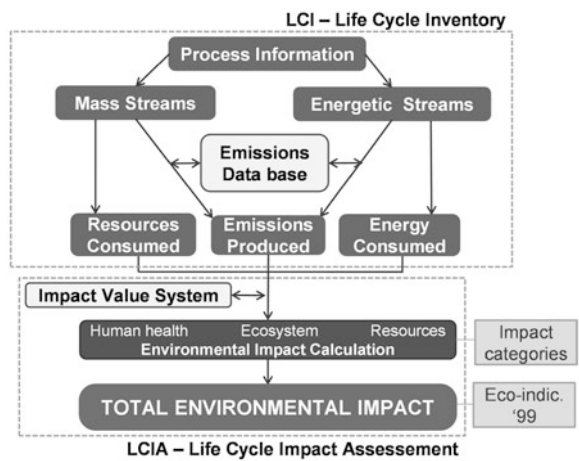 LCI – Life Cycle Inventory
Process Information
Mass Streams
Energetic Streams
Emissions
Data base
Resources
Consumed
Emissions
Produced
Energy
Consumed
Impact Value System
Human health Ecosystem Resources
Environmental Impact Calculation
Impact
categories
TOTAL ENVIRONMENTAL IMPACT
Eco-indic.
‘99
LCIA – Life Cycle Impact Assessement